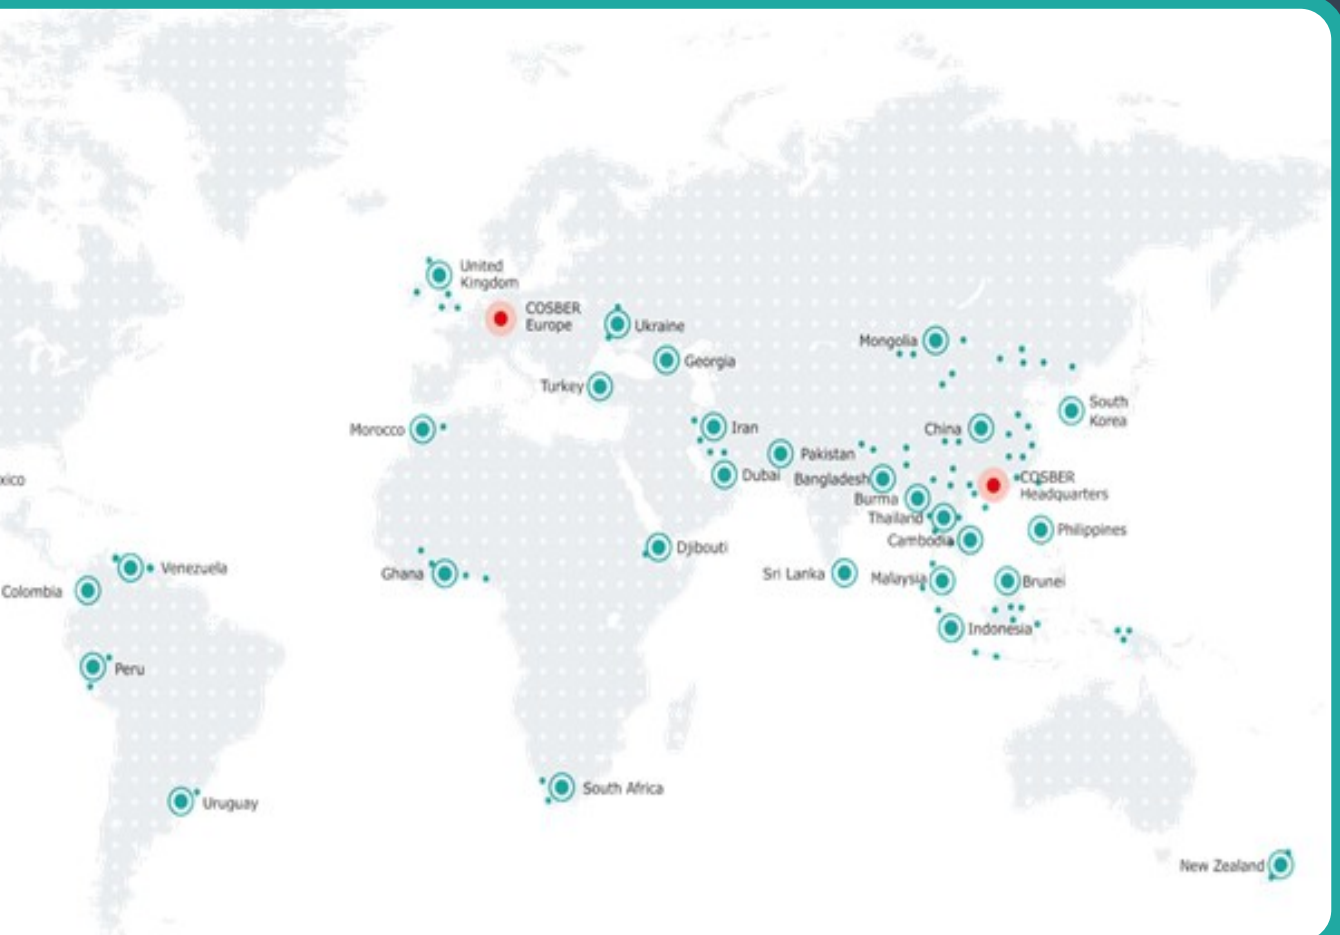 United
Kingdom
COSBER
Europe
Ukraine
Georgia
Turkey
Mongolia
South
Korea
China
Morocco
Iran
Pakistan
Dubai
Bangladesh
COSBER
Headquarters
xico
Burma
Thailand
Philippines
Cambodia
Djibouti
Venezuela
Ghana
Sri Lanka
Malaysia
Brunei
Colombia
Indonesia
Peru
South Africa
Uruguay
New Zealand